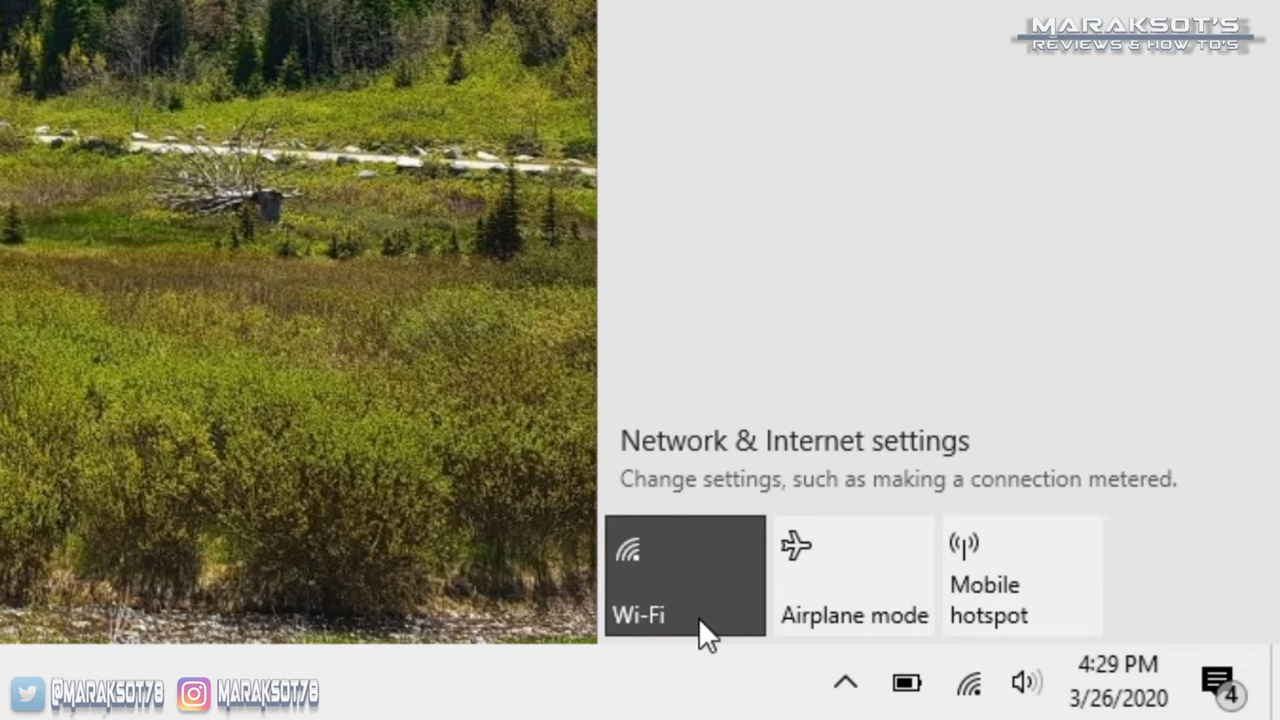 MARAKSOT'S
REVIEWS & HOW TO'S
Network & Internet settings
Change settings, such as making a connection metered.
Wi-Fi
Airplane mode
Mobile
hotspot
4:29 PM
3/26/2020
4
@MARAKSOT78
MARAKSOT78